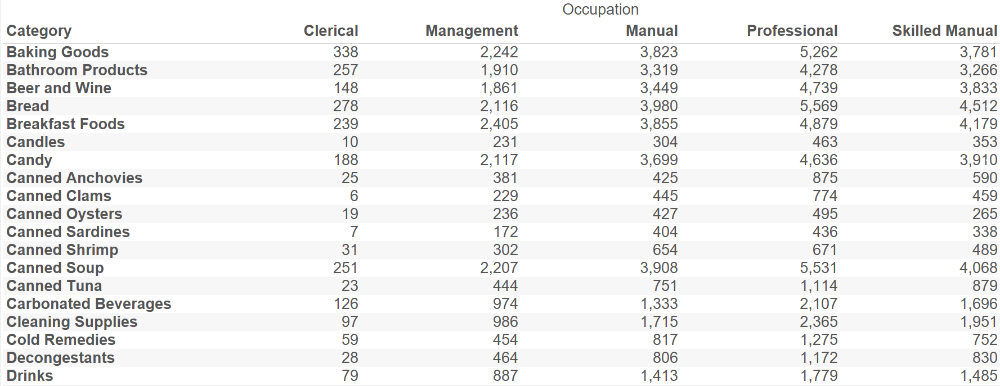 Occupation
Category Clerical Management Manual Professional Skilled Manual
Baking Goods 338 2,242 3,823 5,262 3,781
Bathroom Products 257 1,910 3,319 4,278 3,266
Beer and Wine 148 1,861 3,449 4,739 3,833
Bread 278 2,116 3,980 5,569 4,512
Breakfast Foods 239 2,405 3,855 4,879 4,179
Candles 10 231 304 463 353
Candy 188 2,117 3,699 4,636 3,910
Canned Anchovies 25 381 425 875 590
Canned Clams 6 229 445 774 459
Canned Oysters 19 236 427 495 265
Canned Sardines 7 172 404 436 338
Canned Shrimp 31 302 654 671 489
Canned Soup 251 2,207 3,908 5,531 4,068
Canned Tuna 23 444 751 1,114 879
Carbonated Beverages 126 974 1,333 2,107 1,696
Cleaning Supplies 97 986 1,715 2,365 1,951
Cold Remedies 59 454 817 1,275 752
Decongestants 28 464 806 1,172 830
Drinks 79 887 1,413 1,779 1,485